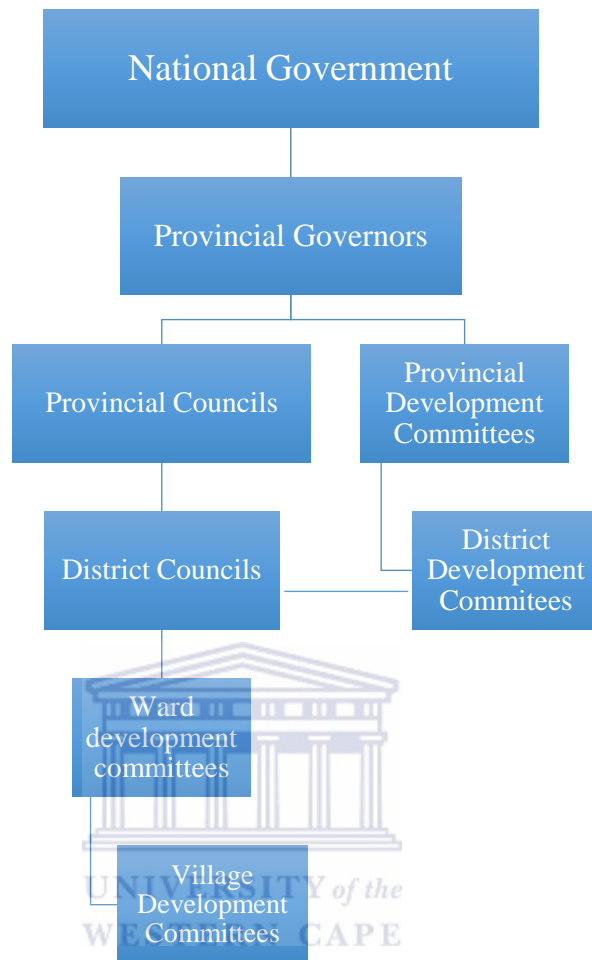 National Government
Provincial Governors
Provincial Councils
Provincial
Development
Committees
District Councils
District
Development
Commitees
Ward
development
committees
Village
Development
Committees
UNIVERSITY of the
WESTERN CAPE